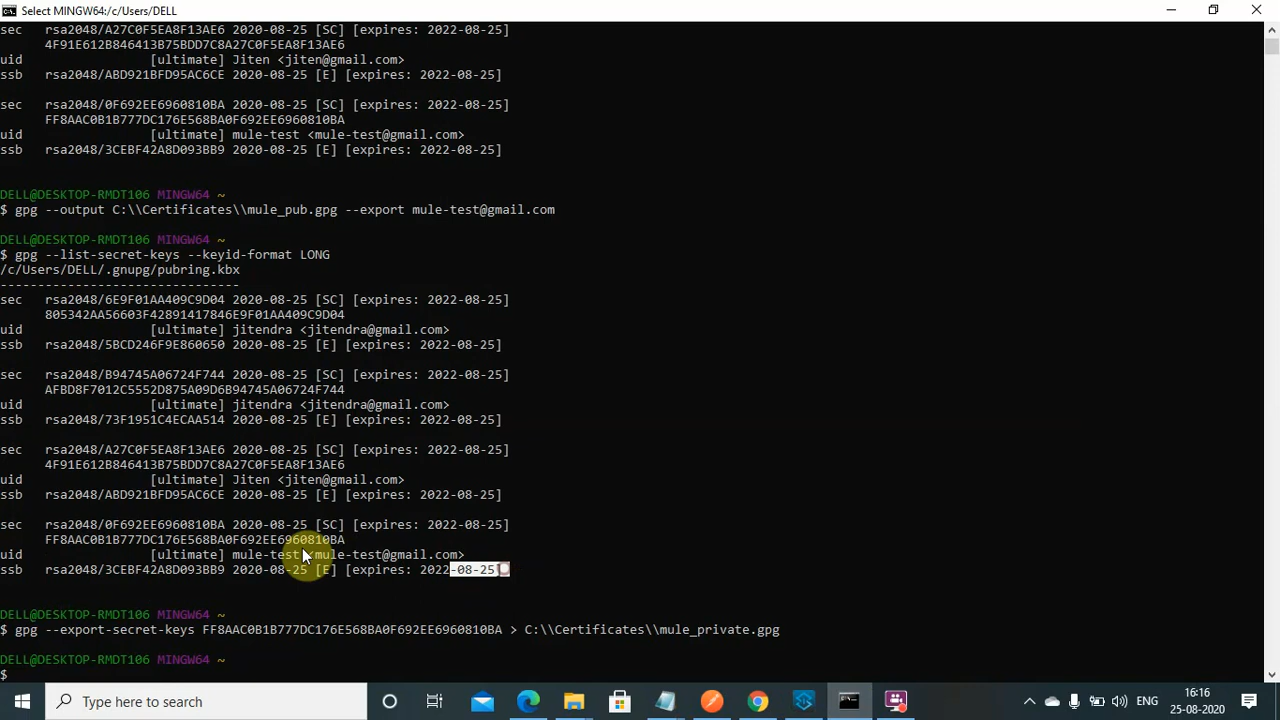 Select MINGW64:/c/Users/DELL
sec rsa2048/A27C0F5EA8F13AE6 2020-08-25 [SC] [expires: 2022-08-25]
4F91E612B846413B75BDD7C8A27C0F5EA8F13AE6
uid [ultimate] Jiten <jiten@gmail.com>
ssb rsa2048/ABD921BFD95AC6CE 2020-08-25 [E] [expires: 2022-08-25]
sec rsa2048/0F692EE6960810BA 2020-08-25 [SC] [expires: 2022-08-25]
FF8AAC0B1B777DC176E568BA0F692EE6960810BA
uid [ultimate] mule-test <mule-test@gmail.com>
ssb rsa2048/3CEBF42A8D093BB9 2020-08-25 [E] [expires: 2022-08-25]
DELL@DESKTOP-RMDT106 MINGW64 ~
$ gpg --output C:\\Certificates\\mule_pub.gpg --export mule-test@gmail.com
DELL@DESKTOP-RMDT106 MINGW64 ~
$ gpg --list-secret-keys --keyid-format LONG
/c/Users/DELL/.gnupg/pubring.kbx
--------------------------------
sec rsa2048/6E9F01AA409C9D04 2020-08-25 [SC] [expires: 2022-08-25]
805342AA56603F42891417846E9F01AA409C9D04
uid [ultimate] jitendra <jitendra@gmail.com>
ssb rsa2048/5BCD246F9E860650 2020-08-25 [E] [expires: 2022-08-25]
sec rsa2048/B94745A06724F744 2020-08-25 [SC] [expires: 2022-08-25]
AFBD8F7012C5552D875A09D6B94745A06724F744
uid [ultimate] jitendra <jitendra@gmail.com>
ssb rsa2048/73F1951C4ECAA514 2020-08-25 [E] [expires: 2022-08-25]
sec rsa2048/A27C0F5EA8F13AE6 2020-08-25 [SC] [expires: 2022-08-25]
4F91E612B846413B75BDD7C8A27C0F5EA8F13AE6
uid [ultimate] Jiten <jiten@gmail.com>
ssb rsa2048/ABD921BFD95AC6CE 2020-08-25 [E] [expires: 2022-08-25]
sec rsa2048/0F692EE6960810BA 2020-08-25 [SC] [expires: 2022-08-25]
FF8AAC0B1B777DC176E568BA0F692EE6960810BA
uid [ultimate] mule-test <mule-test@gmail.com>
ssb rsa2048/3CEBF42A8D093BB9 2020-08-25 [E] [expires: 2022-08-25]
DELL@DESKTOP-RMDT106 MINGW64 ~
$ gpg --export-secret-keys FF8AAC0B1B777DC176E568BA0F692EE6960810BA > C:\\Certificates\\mule_private.gpg
DELL@DESKTOP-RMDT106 MINGW64 ~
$
Type here to search
ENG
16:16
25-08-2020